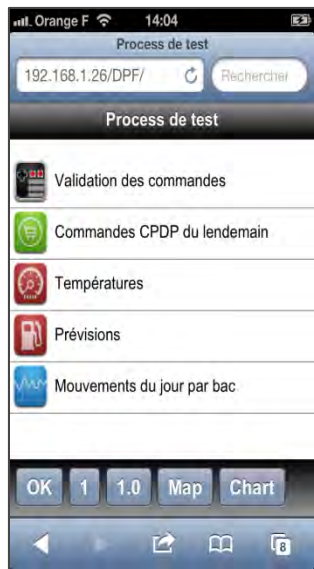 Orange F 14:04
Process de test
192.168.1.26/DPF/ Rechercher
Process de test
Validation des commandes
Commandes CPDP du lendemain
Températures
Prévisions
Mouvements du jour par bac
OK 1 1.0 Map Chart
8